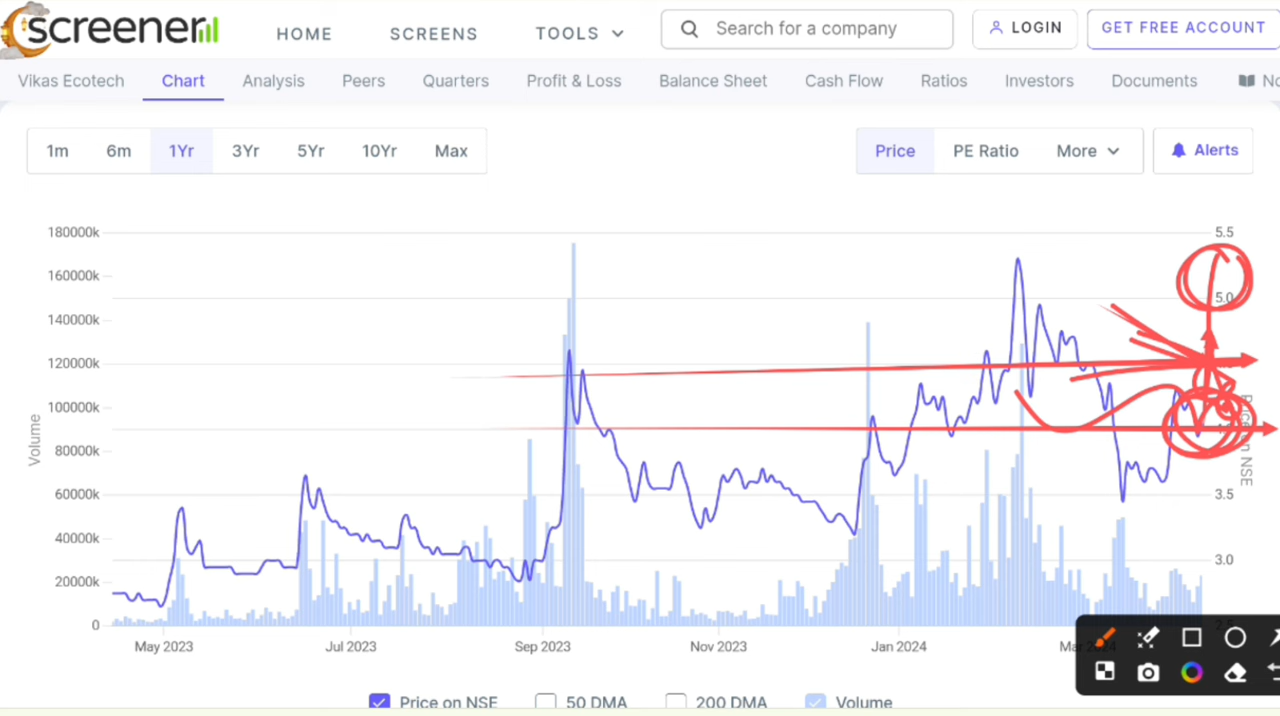 screener
HOME SCREENS TOOLS
Search for a company
LOGIN
GET FREE ACCOUNT
Vikas Ecotech Chart Analysis Peers Quarters Profit & Loss Balance Sheet Cash Flow Ratios Investors Documents
1m 6m 1Yr 3Yr 5Yr 10Yr Max
Price PE Ratio More
Alerts
180000k 5.5
160000k
5.0
140000k
120000k
100000k
80000k
60000k 3.5
40000k
3.0
20000k
0
Volume
NSE
May 2023 Jul 2023 Sep 2023 Nov 2023 Jan 2024
Price on NSE 50 DMA 200 DMA Volume